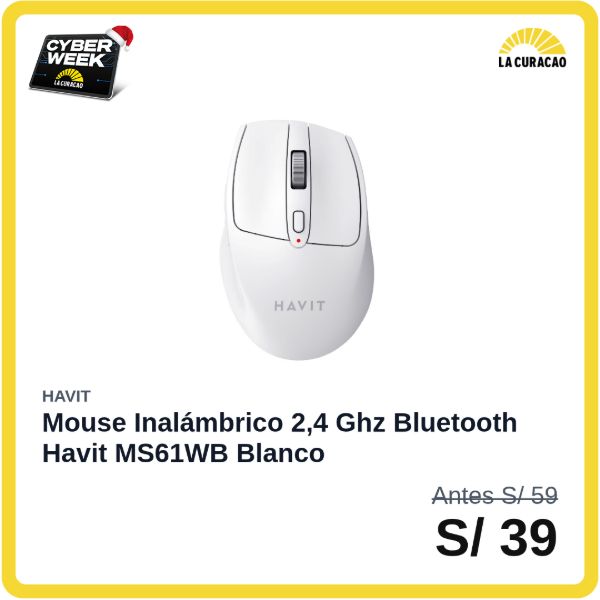 CYBER
WEEK
LA CURACAO
LA CURACAO
HAVIT
HAVIT
Mouse Inalámbrico 2,4 Ghz Bluetooth
Havit MS61WB Blanco
Antes S/ 59
S/ 39